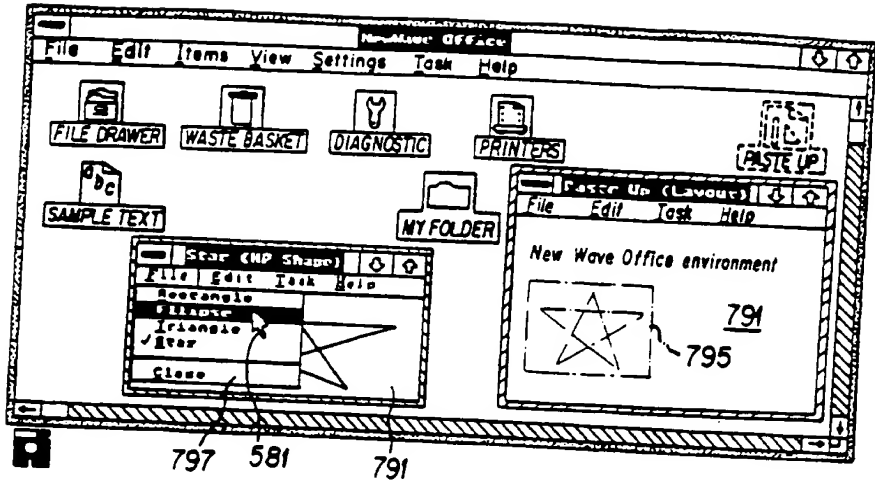 NewWave Office
File Edit Items View Settings Task Help
FILE DRAWER
WASTE BASKET
DIAGNOSTIC
PRINTERS
PASTE UP
abc
SAMPLE TEXT
MY FOLDER
Paste Up (Layout)
File Edit Task Help
New Wave Office environment
791
795
Star (HP Shape)
File Edit Task Help
Rectangle
Ellipse
Triangle
✓Star
Close
797
581
791